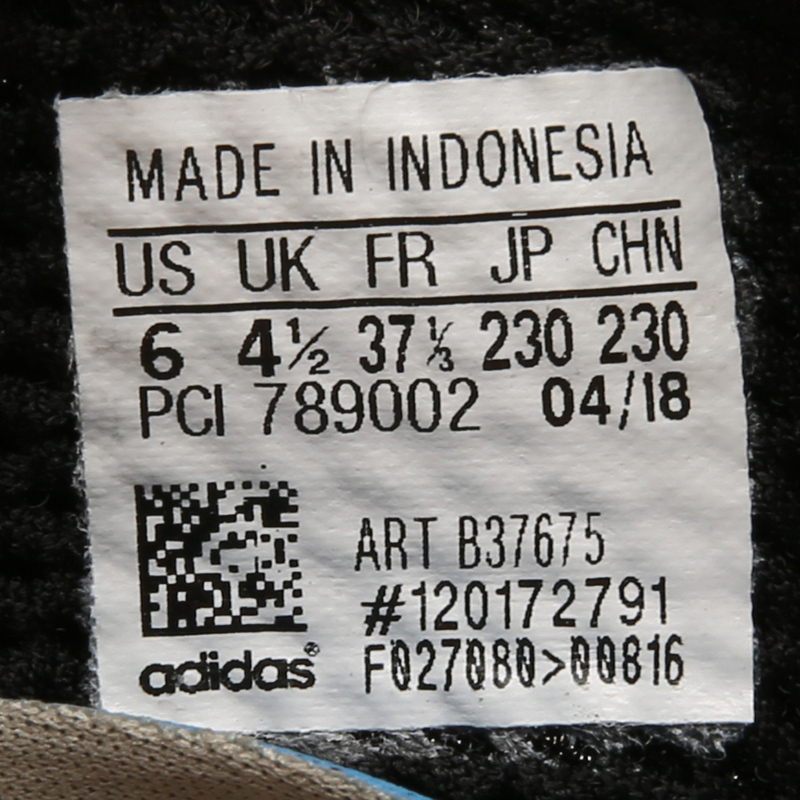 MADE IN INDONESIA
US UK FR JP CHN
6 4½ 37⅓ 230 230
PCI 789002 04/18
ART B37675
#120172791
adidas® F027080>00816